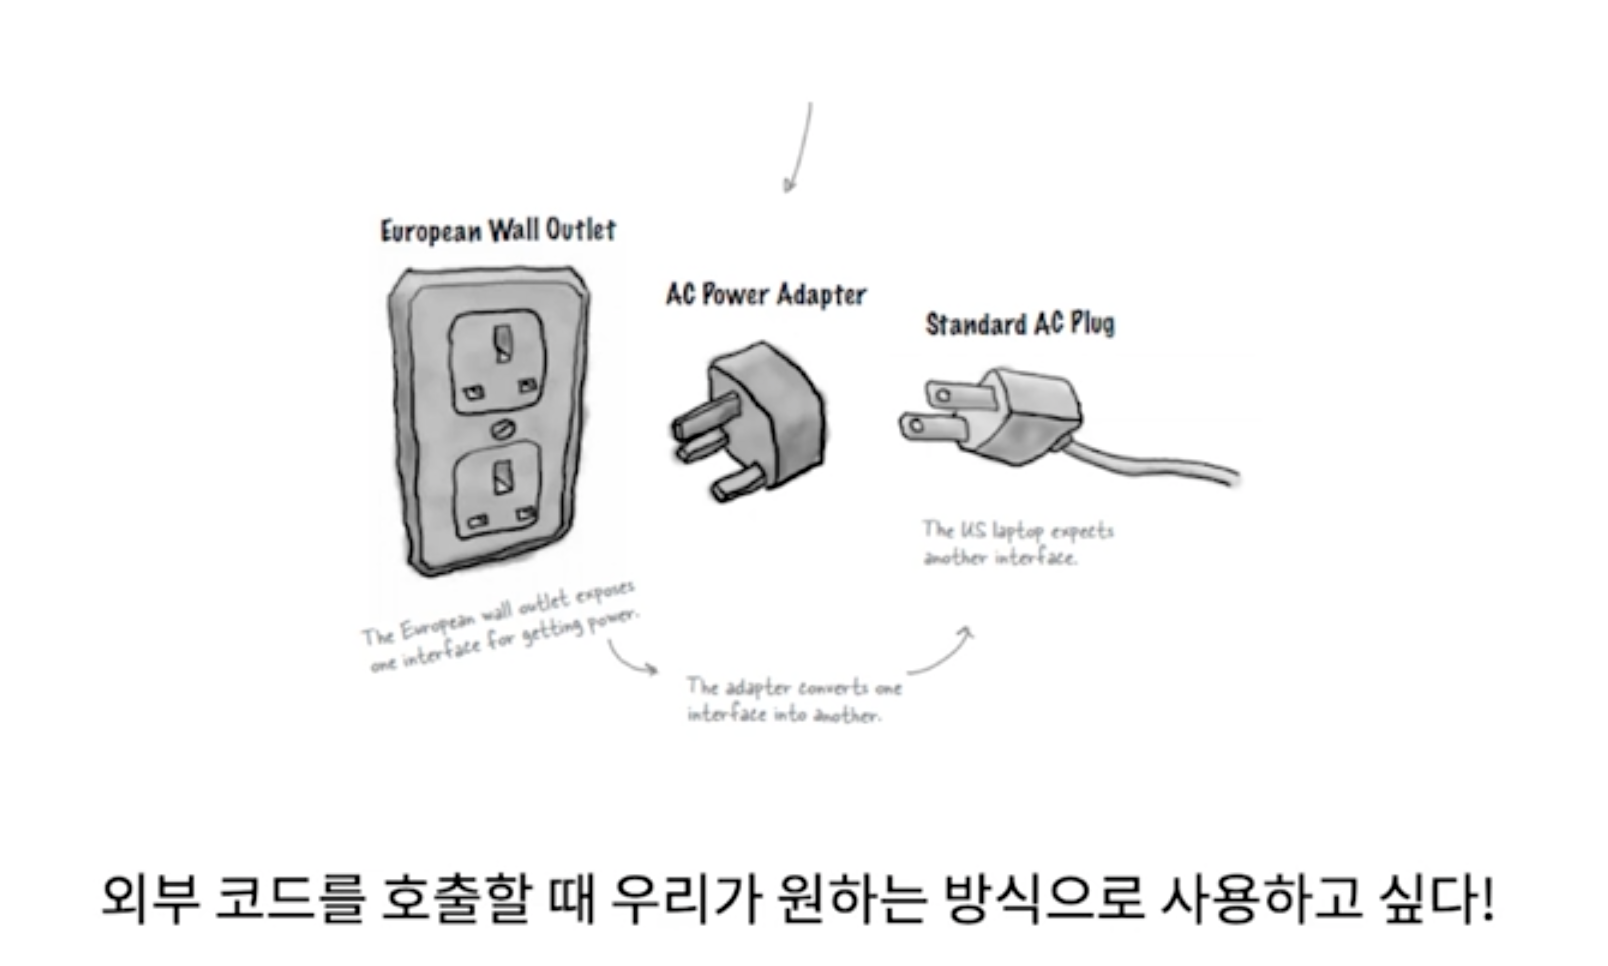 European Wall Outlet
AC Power Adapter
Standard AC Plug
The US laptop expects
another interface.
The European wall outlet exposes
one interface for getting power.
The adapter converts one
interface into another.
외부 코드를 호출할 때 우리가 원하는 방식으로 사용하고 싶다!